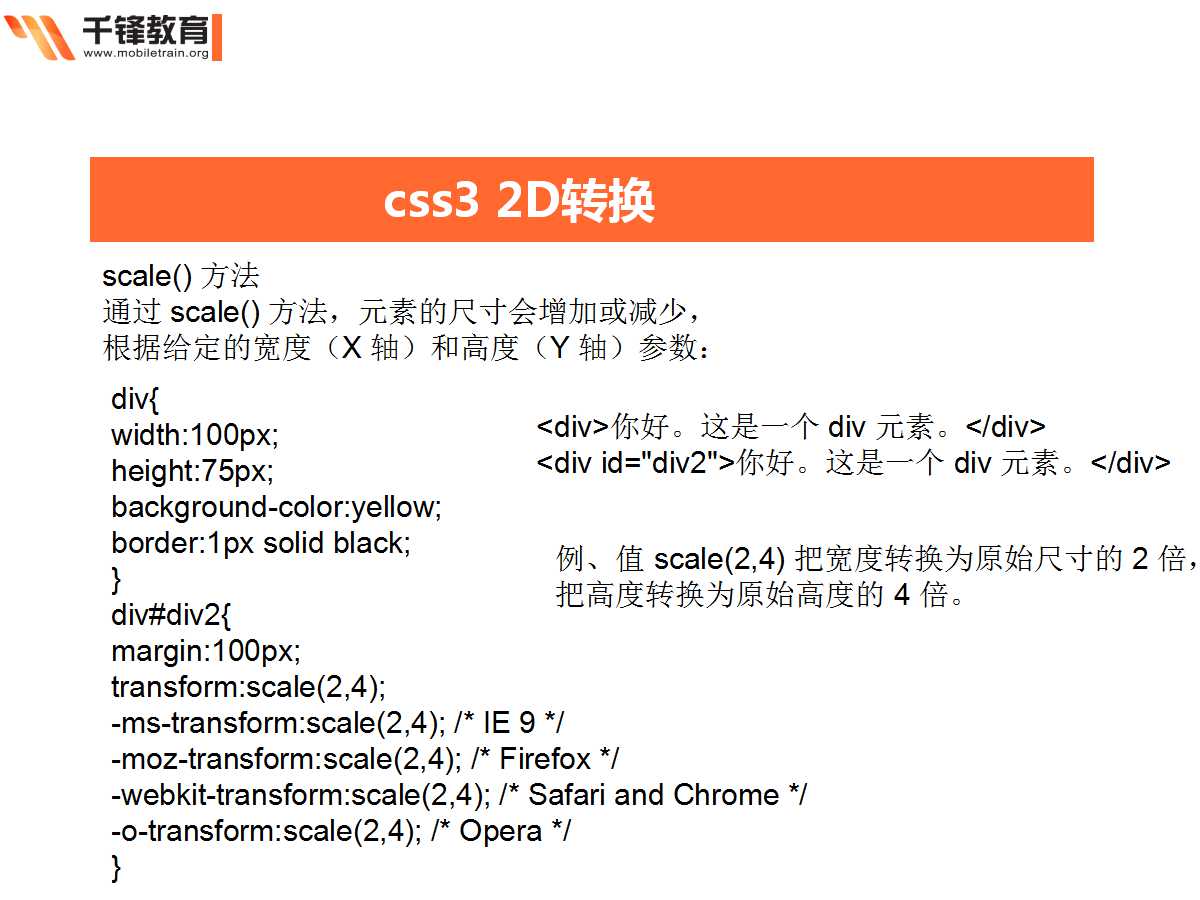 千锋教育
www.mobiletrain.org
css3 2D转换
scale() 方法
通过 scale() 方法，元素的尺寸会增加或减少，
根据给定的宽度（X 轴）和高度（Y 轴）参数：
div{
width:100px;
height:75px;
background-color:yellow;
border:1px solid black;
}
div#div2{
margin:100px;
transform:scale(2,4);
-ms-transform:scale(2,4); /* IE 9 */
-moz-transform:scale(2,4); /* Firefox */
-webkit-transform:scale(2,4); /* Safari and Chrome */
-o-transform:scale(2,4); /* Opera */
}
<div>你好。这是一个 div 元素。</div>
<div id="div2">你好。这是一个 div 元素。</div>
例、值 scale(2,4) 把宽度转换为原始尺寸的 2 倍，
把高度转换为原始高度的 4 倍。